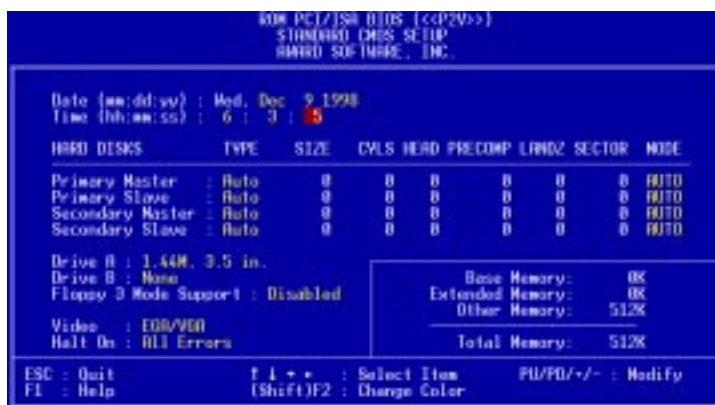 ROM PCI/ISA BIOS (<<P2V>>)
STANDARD CMOS SETUP
AWARD SOFTWARE, INC.
Date (mm:dd:yy) : Wed, Dec 9 1998
Time (hh:mm:ss) : 6 : 3 : 5
HARD DISKS TYPE SIZE CYLS HEAD PRECOMP LANDZ SECTOR MODE
Primary Master : Auto 0 0 0 0 0 0 AUTO
Primary Slave : Auto 0 0 0 0 0 0 AUTO
Secondary Master : Auto 0 0 0 0 0 0 AUTO
Secondary Slave : Auto 0 0 0 0 0 0 AUTO
Drive A : 1.44M, 3.5 in.
Drive B : None
Floppy 3 Mode Support : Disabled
Video : EGA/VGA
Halt On : All Errors
Base Memory: 0K
Extended Memory: 0K
Other Memory: 512K
Total Memory: 512K
ESC : Quit ↑ ↓ → ← : Select Item PU/PD/+/- : Modify
F1 : Help (Shift)F2 : Change Color